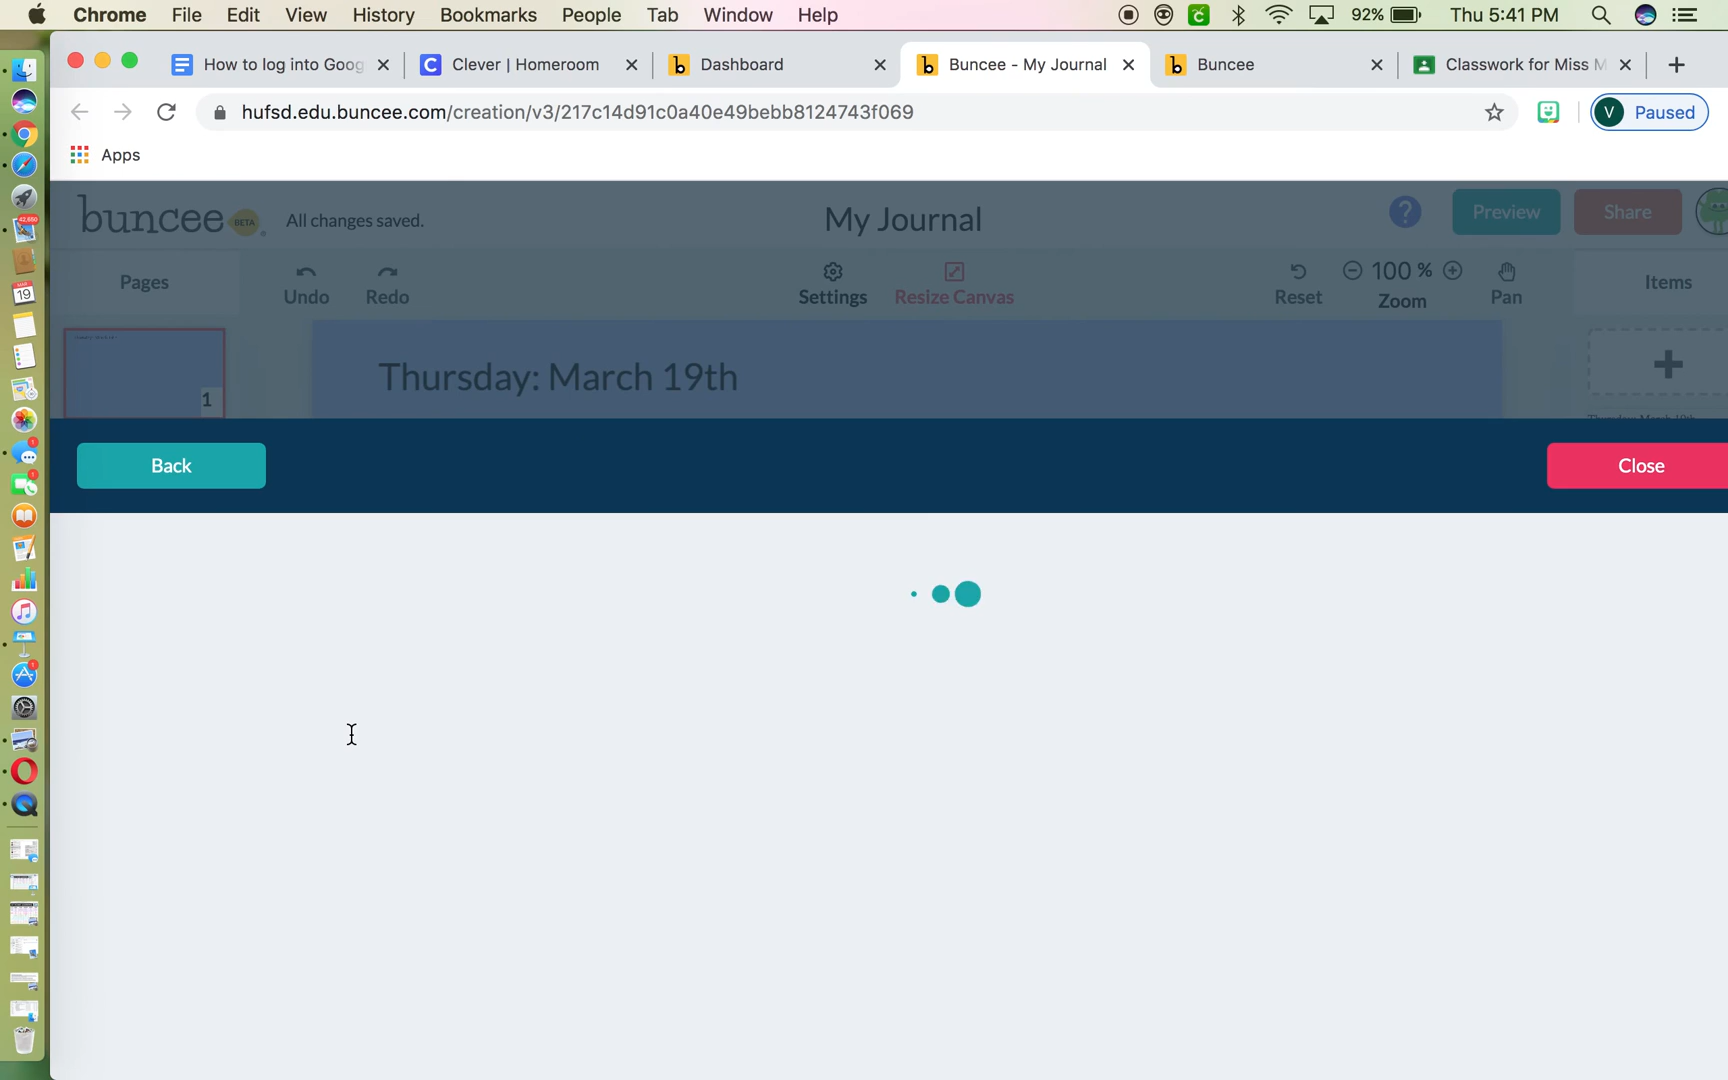 Chrome File Edit View History Bookmarks People Tab Window Help 92% Thu 5:41 PM
How to log into Goog Clever | Homeroom Dashboard Buncee - My Journal Buncee Classwork for Miss M
hufsd.edu.buncee.com/creation/v3/217c14d91c0a40e49bebb8124743f069 V Paused
Apps
buncee BETA All changes saved. My Journal ? Preview Share
Pages Undo Redo Settings Resize Canvas Reset 100 % Zoom Pan Items
Thursday: March 19th
1
Back Close